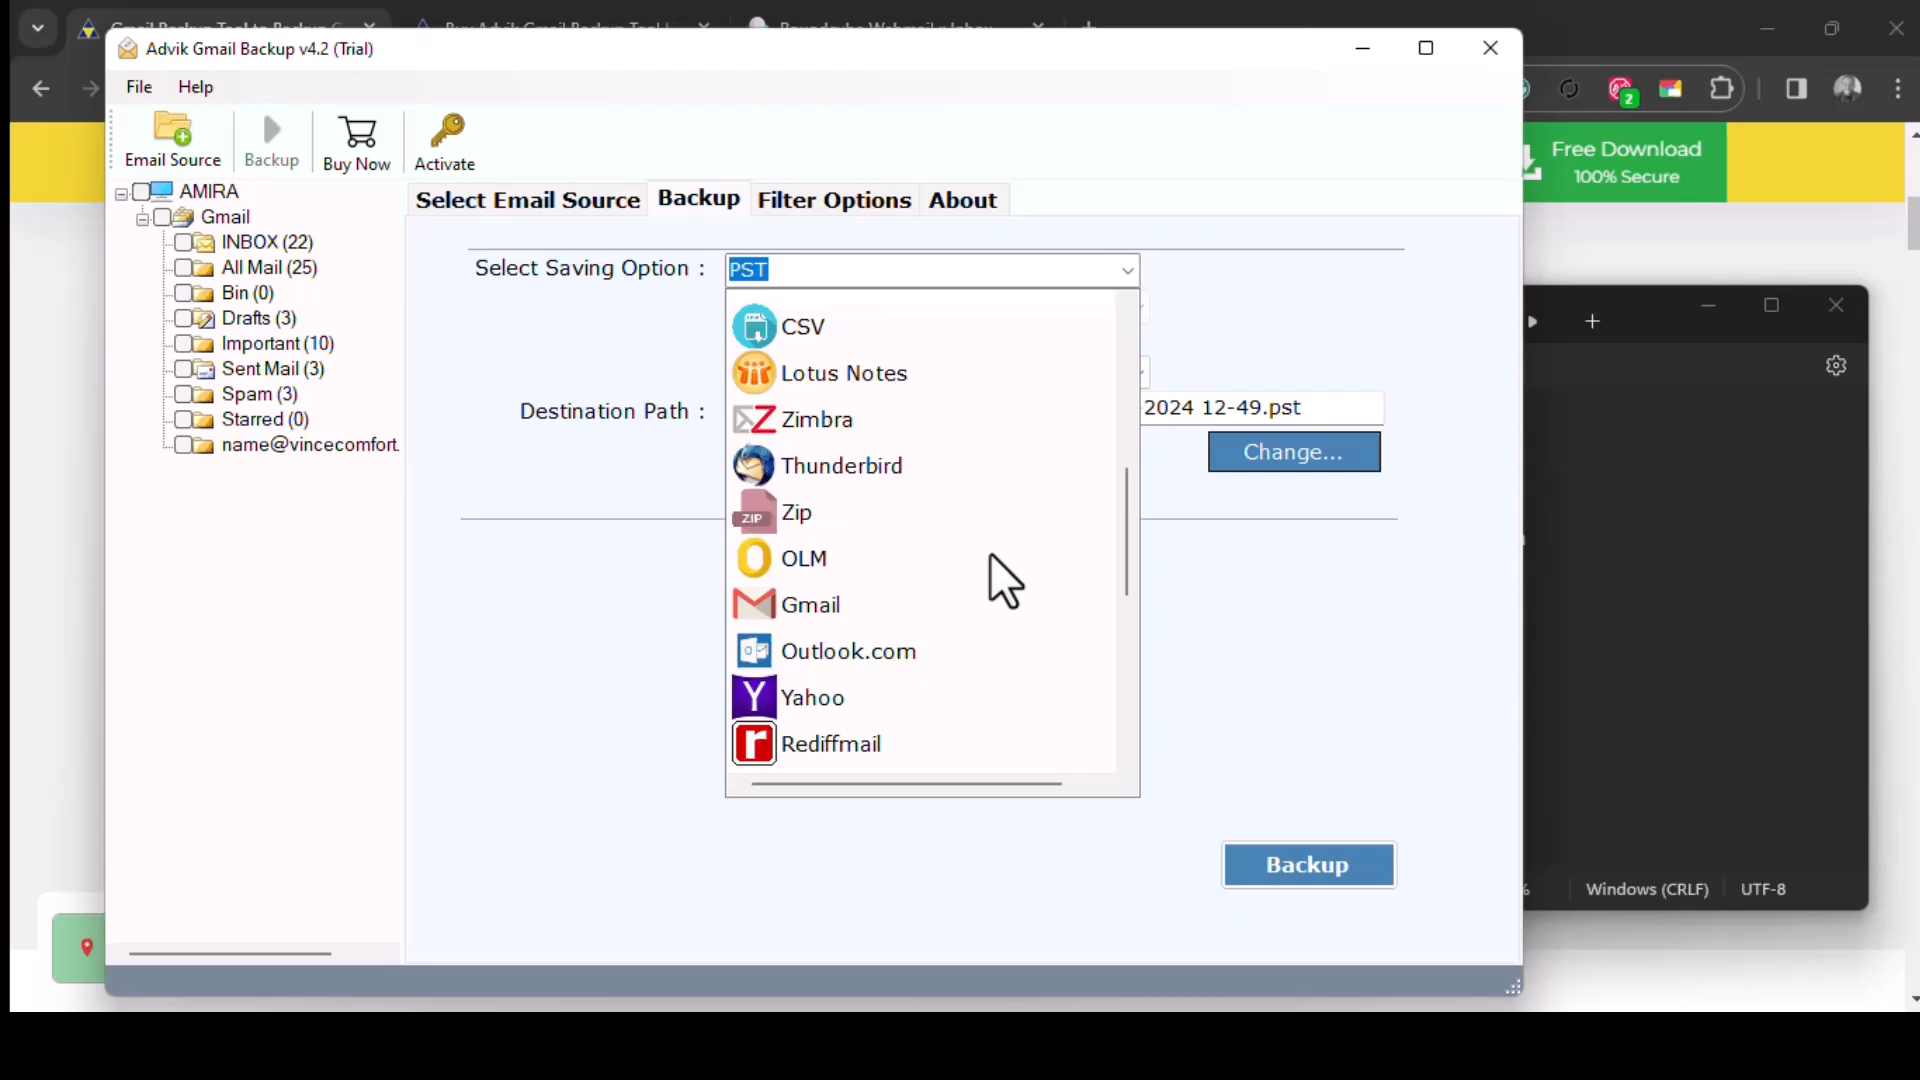 Advik Gmail Backup v4.2 (Trial)
File Help
Email Source Backup Buy Now Activate
2
Free Download
100% Secure
AMIRA
Gmail
INBOX (22)
All Mail (25)
Bin (0)
Drafts (3)
Important (10)
Sent Mail (3)
Spam (3)
Starred (0)
name@vincecomfort.
Select Email Source Backup Filter Options About
Select Saving Option : PST
CSV
Lotus Notes
Zimbra
Thunderbird
ZIP Zip
OLM
Gmail
Outlook.com
Yahoo
Rediffmail
Destination Path : 2024 12-49.pst
Change...
Backup
Windows (CRLF) UTF-8